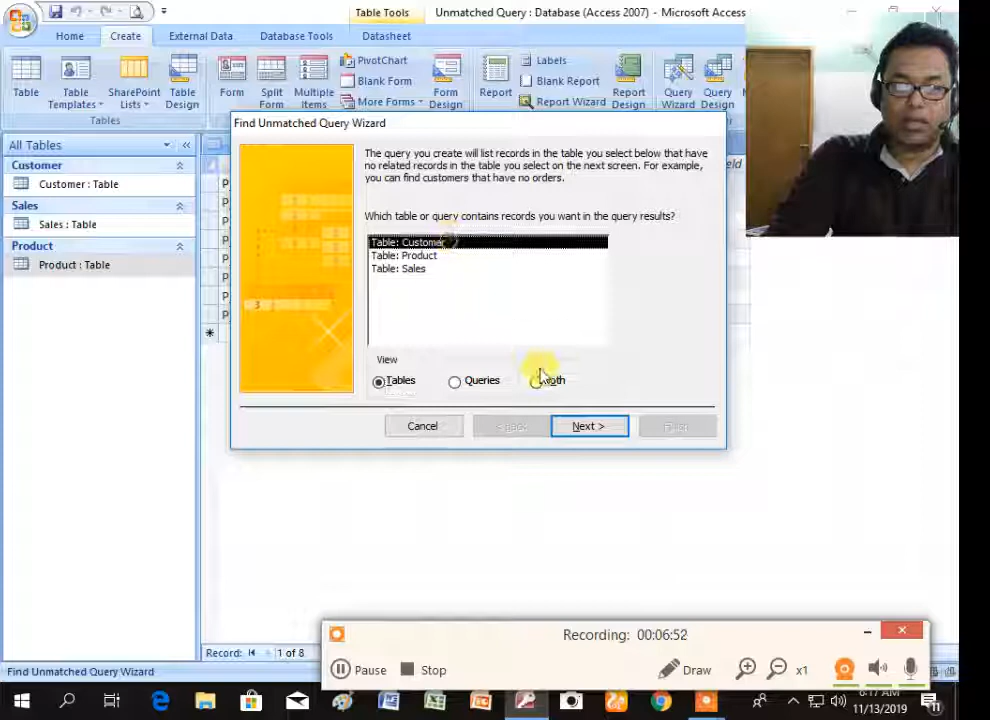 Table Tools
Unmatched Query : Database (Access 2007) - Microsoft Access
Home
Create
External Data
Database Tools
Datasheet
Table
Table Templates
SharePoint Lists
Table Design
Tables
Form
Split Form
Multiple Items
PivotChart
Blank Form
More Forms
Form Design
Report
Labels
Blank Report
Report Wizard
Report Design
Query Wizard
Query Design
All Tables
Customer
Customer : Table
Sales
Sales : Table
Product
Product : Table
Find Unmatched Query Wizard
The query you create will list records in the table you select below that have
no related records in the table you select on the next screen. For example,
you can find customers that have no orders.
Which table or query contains records you want in the query results?
Table: Customer
Table: Product
Table: Sales
View
Tables
Queries
3
Cancel
< Back
Next >
Finish
Recording: 00:06:52
Pause
Stop
Draw
x1
Record:
1 of 8
Find Unmatched Query Wizard
6:17 AM
11/13/2019
11